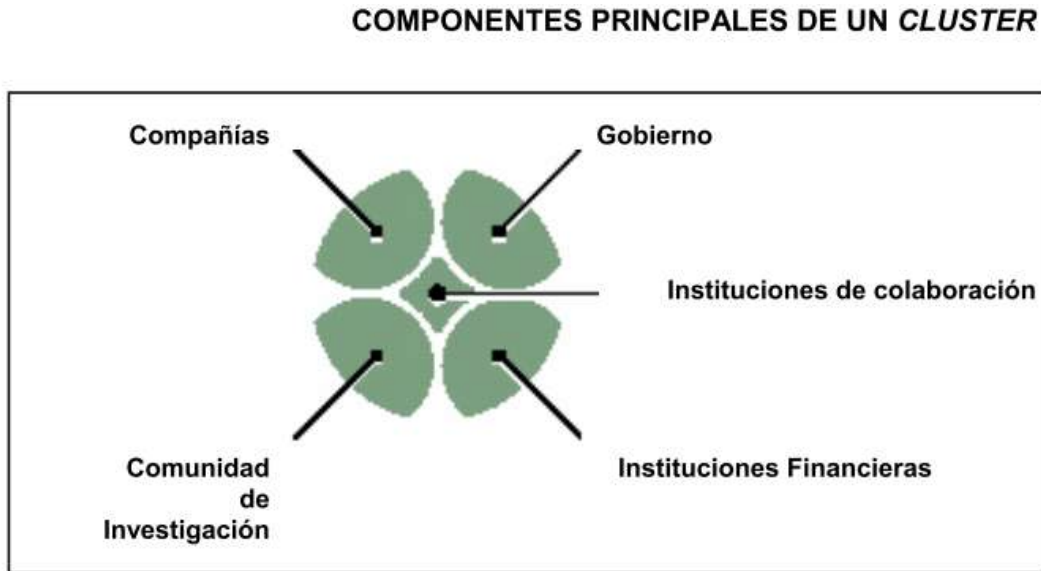 COMPONENTES PRINCIPALES DE UN CLUSTER
Compañías
Gobierno
Instituciones de colaboración
Comunidad
de
Investigación
Instituciones Financieras